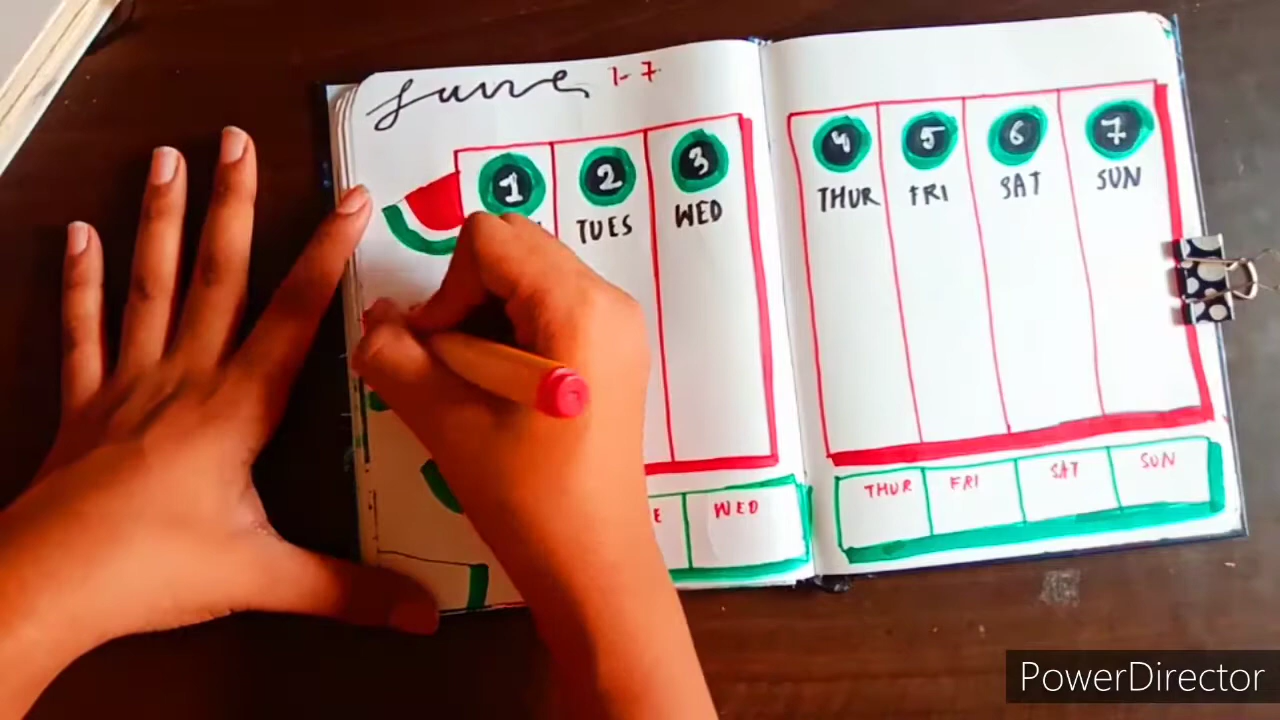 June 1-7
1 2 3 4 5 6 7
TUES WED THUR FRI SAT SUN
WED THUR FRI SAT SUN
PowerDirector